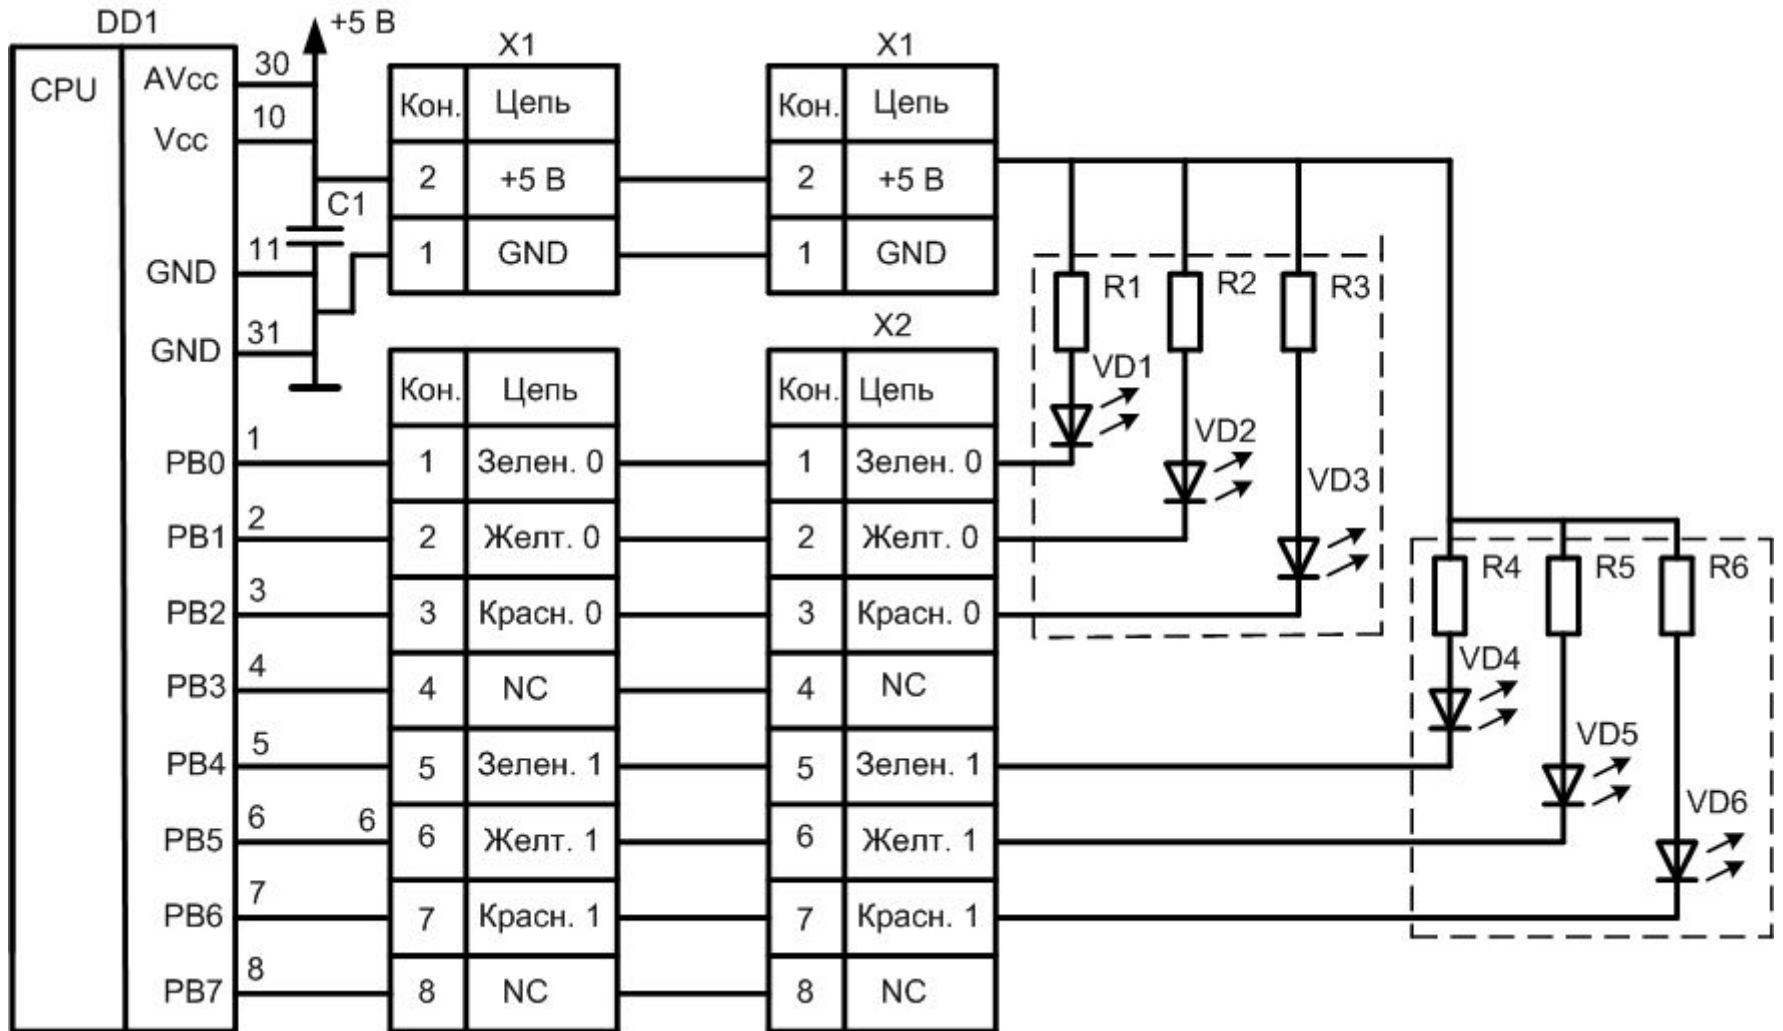 DD1
+5 В
X1
X1
CPU
AVcc
30
Vcc
10
C1
GND
11
GND
31
Кон. Цепь
2 +5 В
1 GND
Кон. Цепь
2 +5 В
1 GND
X2
PB0 1
PB1 2
PB2 3
PB3 4
PB4 5
PB5 6 6
PB6 7
PB7 8
Кон. Цепь
1 Зелен. 0
2 Желт. 0
3 Красн. 0
4 NC
5 Зелен. 1
6 Желт. 1
7 Красн. 1
8 NC
Кон. Цепь
1 Зелен. 0
2 Желт. 0
3 Красн. 0
4 NC
5 Зелен. 1
6 Желт. 1
7 Красн. 1
8 NC
R1 R2 R3
VD1
VD2
VD3
R4 R5 R6
VD4
VD5
VD6